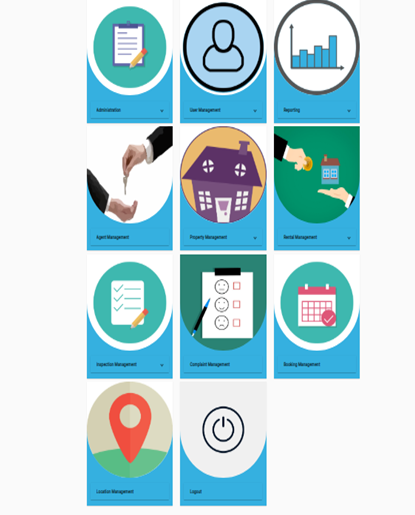 Administration
User Management
Reporting
Agent Management
Property Management
Rental Management
Inspection Management
Complaint Management
Booking Management
Location Management
Logout